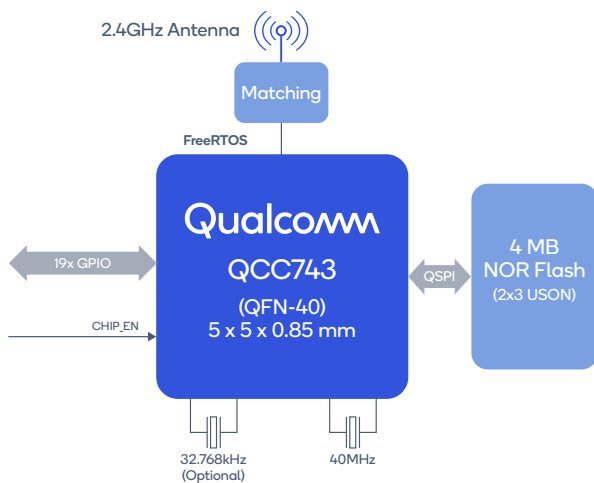 2.4GHz Antenna
Matching
FreeRTOS
Qualcomm
QCC743
(QFN-40)
5 x 5 x 0.85 mm
19x GPIO
CHIP_EN
QSPI
4 MB
NOR Flash
(2x3 USON)
32.768kHz
(Optional)
40MHz